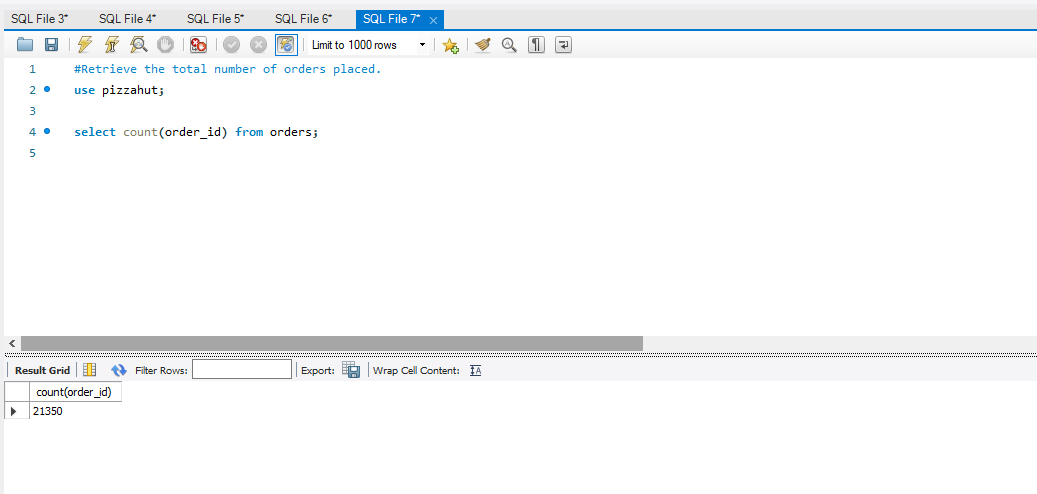 SQL File 3* SQL File 4* SQL File 5* SQL File 6* SQL File 7*
Limit to 1000 rows
1 #Retrieve the total number of orders placed.
2 use pizzahut;
3
4 select count(order_id) from orders;
5
Result Grid Filter Rows: Export: Wrap Cell Content:
count(order_id)
21350